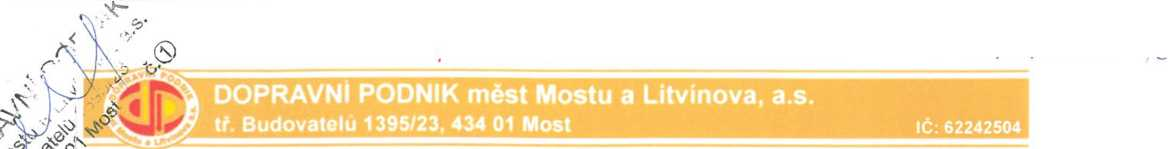 DOPRAVNÍ PODNIK měst Mostu a Litvínova, a.s.
tř. Budovatelů 1395/23, 434 01 Most
IČ: 62242504